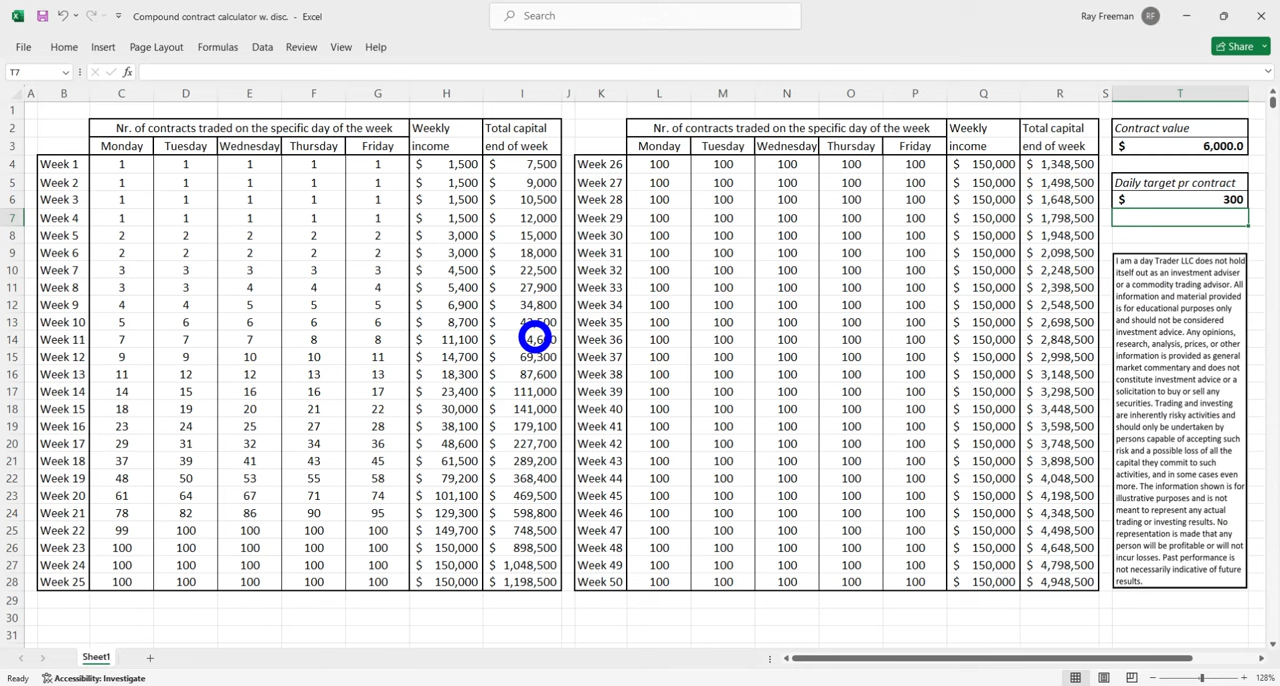 Compound contract calculator w. disc. - Excel
Search
Ray Freeman
RF
File Home Insert Page Layout Formulas Data Review View Help
Share
T7
fx
A B C D E F G H I J K L M N O P Q R S T
1
2 Nr. of contracts traded on the specific day of the week Weekly Total capital Nr. of contracts traded on the specific day of the week Weekly Total capital Contract value
3 Monday Tuesday Wednesday Thursday Friday income end of week Monday Tuesday Wednesday Thursday Friday income end of week $ 6,000.0
4 Week 1 1 1 1 1 1 $ 1,500 $ 7,500 Week 26 100 100 100 100 100 $ 150,000 $ 1,348,500
5 Week 2 1 1 1 1 1 $ 1,500 $ 9,000 Week 27 100 100 100 100 100 $ 150,000 $ 1,498,500 Daily target pr contract
6 Week 3 1 1 1 1 1 $ 1,500 $ 10,500 Week 28 100 100 100 100 100 $ 150,000 $ 1,648,500 $ 300
7 Week 4 1 1 1 1 1 $ 1,500 $ 12,000 Week 29 100 100 100 100 100 $ 150,000 $ 1,798,500
8 Week 5 2 2 2 2 2 $ 3,000 $ 15,000 Week 30 100 100 100 100 100 $ 150,000 $ 1,948,500
9 Week 6 2 2 2 2 2 $ 3,000 $ 18,000 Week 31 100 100 100 100 100 $ 150,000 $ 2,098,500
10 Week 7 3 3 3 3 3 $ 4,500 $ 22,500 Week 32 100 100 100 100 100 $ 150,000 $ 2,248,500
11 Week 8 3 3 4 4 4 $ 5,400 $ 27,900 Week 33 100 100 100 100 100 $ 150,000 $ 2,398,500
12 Week 9 4 4 5 5 5 $ 6,900 $ 34,800 Week 34 100 100 100 100 100 $ 150,000 $ 2,548,500
13 Week 10 5 6 6 6 6 $ 8,700 $ Week 35 100 100 100 100 100 $ 150,000 $ 2,698,500
14 Week 11 7 7 7 8 8 $ 11,100 $ Week 36 100 100 100 100 100 $ 150,000 $ 2,848,500
15 Week 12 9 9 10 10 11 $ 14,700 $ 69,300 Week 37 100 100 100 100 100 $ 150,000 $ 2,998,500
16 Week 13 11 12 12 13 13 $ 18,300 $ 87,600 Week 38 100 100 100 100 100 $ 150,000 $ 3,148,500
17 Week 14 14 15 16 16 17 $ 23,400 $ 111,000 Week 39 100 100 100 100 100 $ 150,000 $ 3,298,500
18 Week 15 18 19 20 21 22 $ 30,000 $ 141,000 Week 40 100 100 100 100 100 $ 150,000 $ 3,448,500
19 Week 16 23 24 25 27 28 $ 38,100 $ 179,100 Week 41 100 100 100 100 100 $ 150,000 $ 3,598,500
20 Week 17 29 31 32 34 36 $ 48,600 $ 227,700 Week 42 100 100 100 100 100 $ 150,000 $ 3,748,500
21 Week 18 37 39 41 43 45 $ 61,500 $ 289,200 Week 43 100 100 100 100 100 $ 150,000 $ 3,898,500
22 Week 19 48 50 53 55 58 $ 79,200 $ 368,400 Week 44 100 100 100 100 100 $ 150,000 $ 4,048,500
23 Week 20 61 64 67 71 74 $ 101,100 $ 469,500 Week 45 100 100 100 100 100 $ 150,000 $ 4,198,500
24 Week 21 78 82 86 90 95 $ 129,300 $ 598,800 Week 46 100 100 100 100 100 $ 150,000 $ 4,348,500
25 Week 22 99 100 100 100 100 $ 149,700 $ 748,500 Week 47 100 100 100 100 100 $ 150,000 $ 4,498,500
26 Week 23 100 100 100 100 100 $ 150,000 $ 898,500 Week 48 100 100 100 100 100 $ 150,000 $ 4,648,500
27 Week 24 100 100 100 100 100 $ 150,000 $ 1,048,500 Week 49 100 100 100 100 100 $ 150,000 $ 4,798,500
28 Week 25 100 100 100 100 100 $ 150,000 $ 1,198,500 Week 50 100 100 100 100 100 $ 150,000 $ 4,948,500
29
30
31
I am a day Trader LLC does not hold
itself out as an investment adviser
or a commodity trading advisor. All
information and material provided
is for educational purposes only
and should not be considered
investment advice. Any opinions,
research, analysis, prices, or other
information is provided as general
market commentary and does not
constitute investment advice or a
solicitation to buy or sell any
securities. Trading and investing
are inherently risky activities and
should only be undertaken by
persons capable of accepting such
risk and a possible loss of all the
capital they commit to such
activities, and in some cases even
more. The information shown is for
illustrative purposes and is not
meant to represent any actual
trading or investing results. No
representation is made that any
person will be profitable or will not
incur losses. Past performance is
not necessarily indicative of future
results.
Sheet1
Ready Accessibility: Investigate
128%